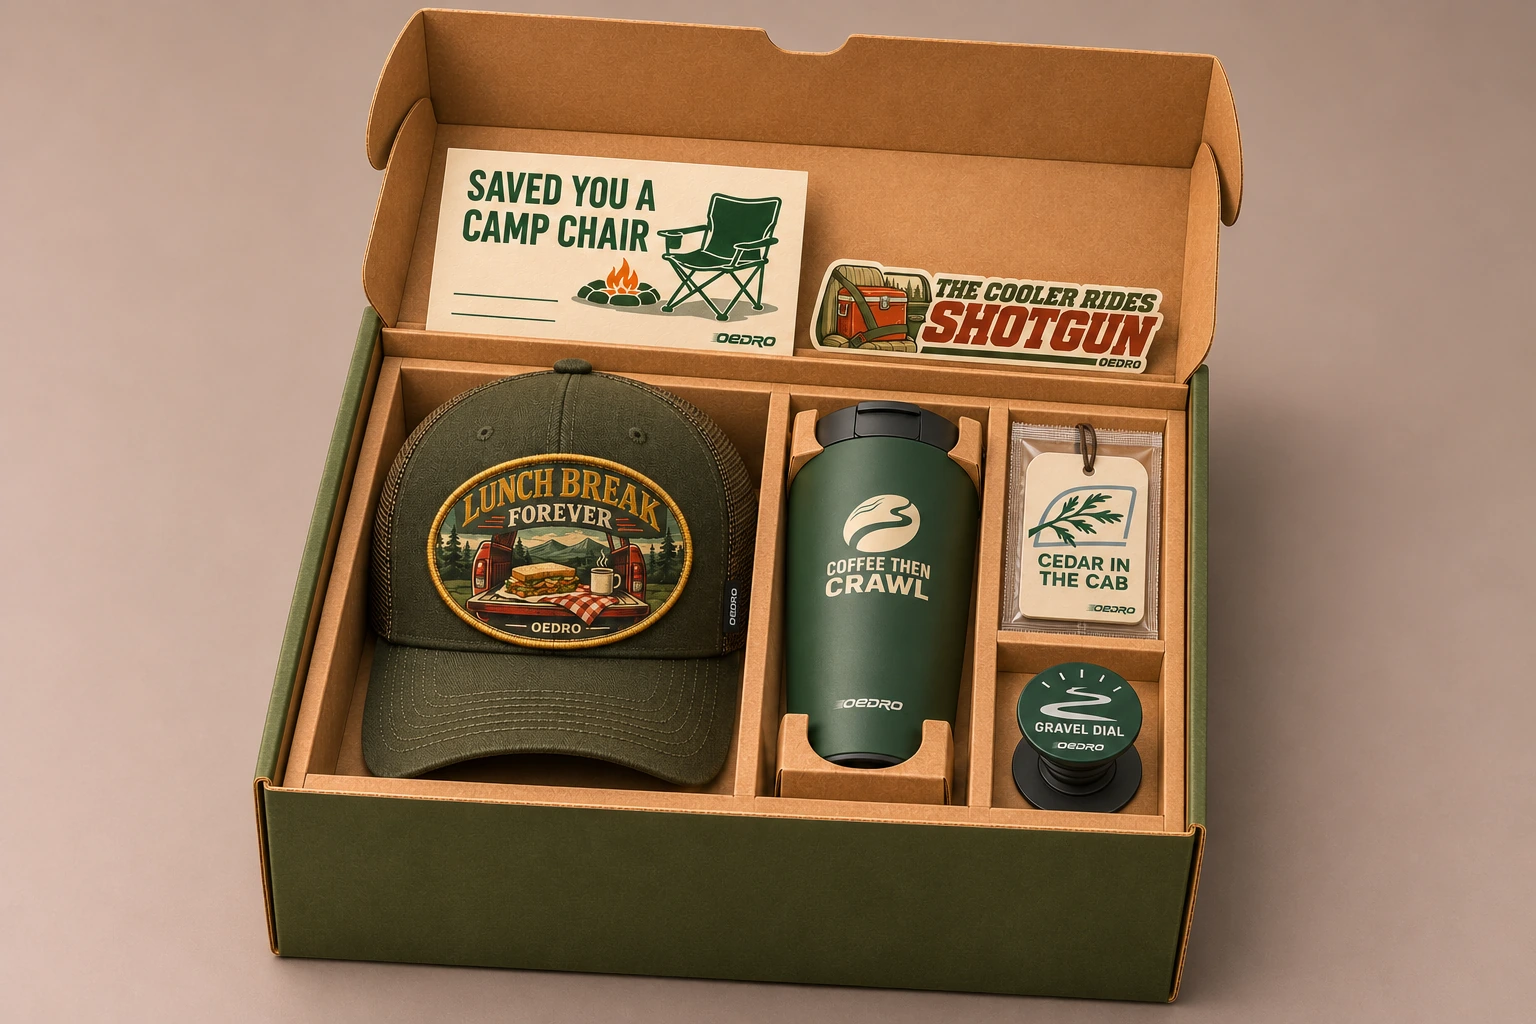 SAVED YOU A
CAMP CHAIR
OEDRO
THE COOLER RIDES
SHOTGUN
OEDRO
LUNCH BREAK
FOREVER
OEDRO
OEDRO
COFFEE THEN
CRAWL
OEDRO
CEDAR IN
THE CAB
OEDRO
GRAVEL DIAL
OEDRO